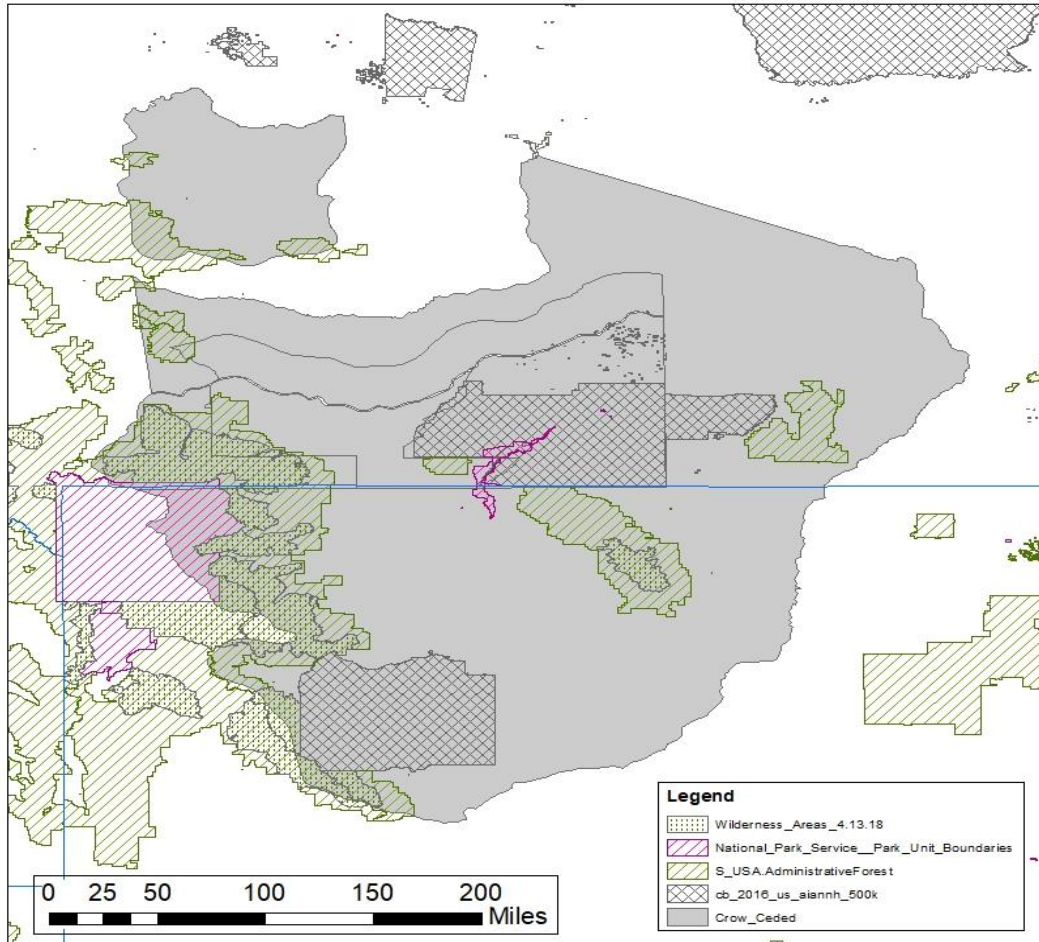 Legend
Wilderness_Areas_4.13.18
National_Park_Service__Park_Unit_Boundaries
S_USA.AdministrativeForest
cb_2016_us_aiannh_500k
Crow_Ceded
0 25 50 100 150 200
Miles